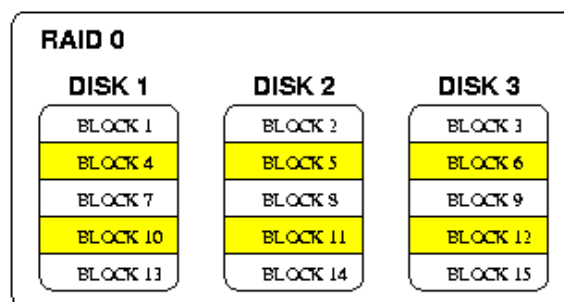 RAID 0
DISK 1 DISK 2 DISK 3
BLOCK 1 BLOCK 2 BLOCK 3
BLOCK 4 BLOCK 5 BLOCK 6
BLOCK 7 BLOCK 8 BLOCK 9
BLOCK 10 BLOCK 11 BLOCK 12
BLOCK 13 BLOCK 14 BLOCK 15